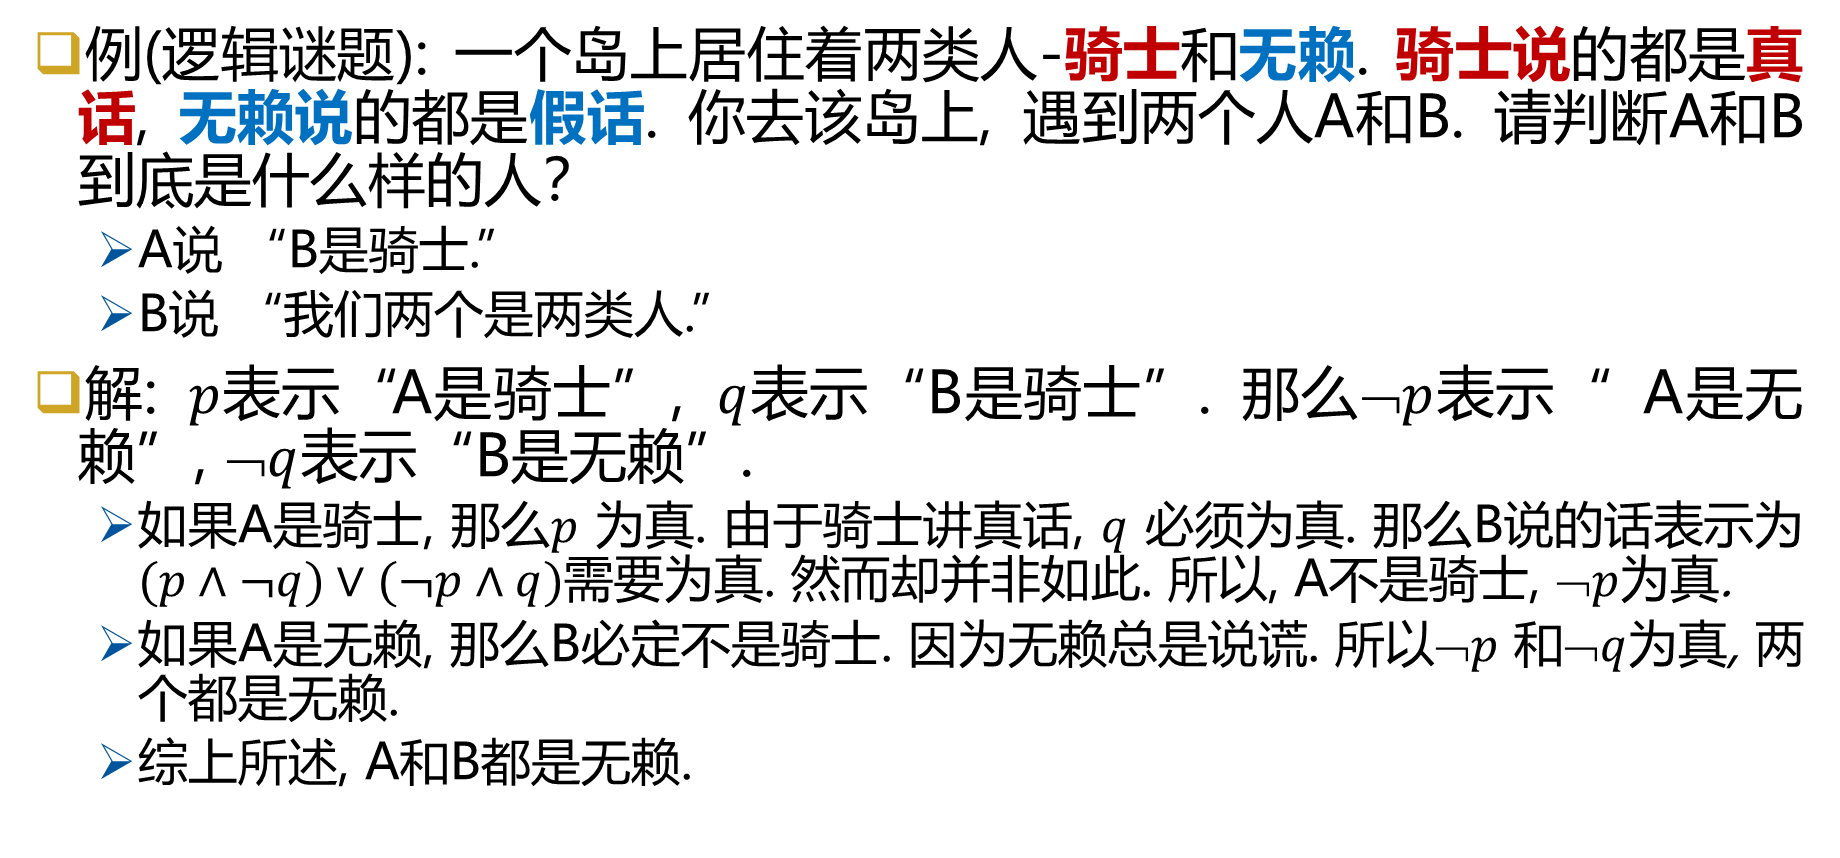 例(逻辑谜题): 一个岛上居住着两类人-骑士和无赖. 骑士说的都是真
话, 无赖说的都是假话. 你去该岛上, 遇到两个人A和B. 请判断A和B
到底是什么样的人?
A说 “B是骑士.”
B说 “我们两个是两类人.”
解: p表示“A是骑士”, q表示“B是骑士”. 那么¬p表示“ A是无
赖”, ¬q表示“B是无赖”.
如果A是骑士, 那么p 为真. 由于骑士讲真话, q 必须为真. 那么B说的话表示为
(p ∧ ¬q) ∨ (¬p ∧ q)需要为真. 然而却并非如此. 所以, A不是骑士, ¬p为真.
如果A是无赖, 那么B必定不是骑士. 因为无赖总是说谎. 所以¬p 和¬q为真, 两
个都是无赖.
综上所述, A和B都是无赖.